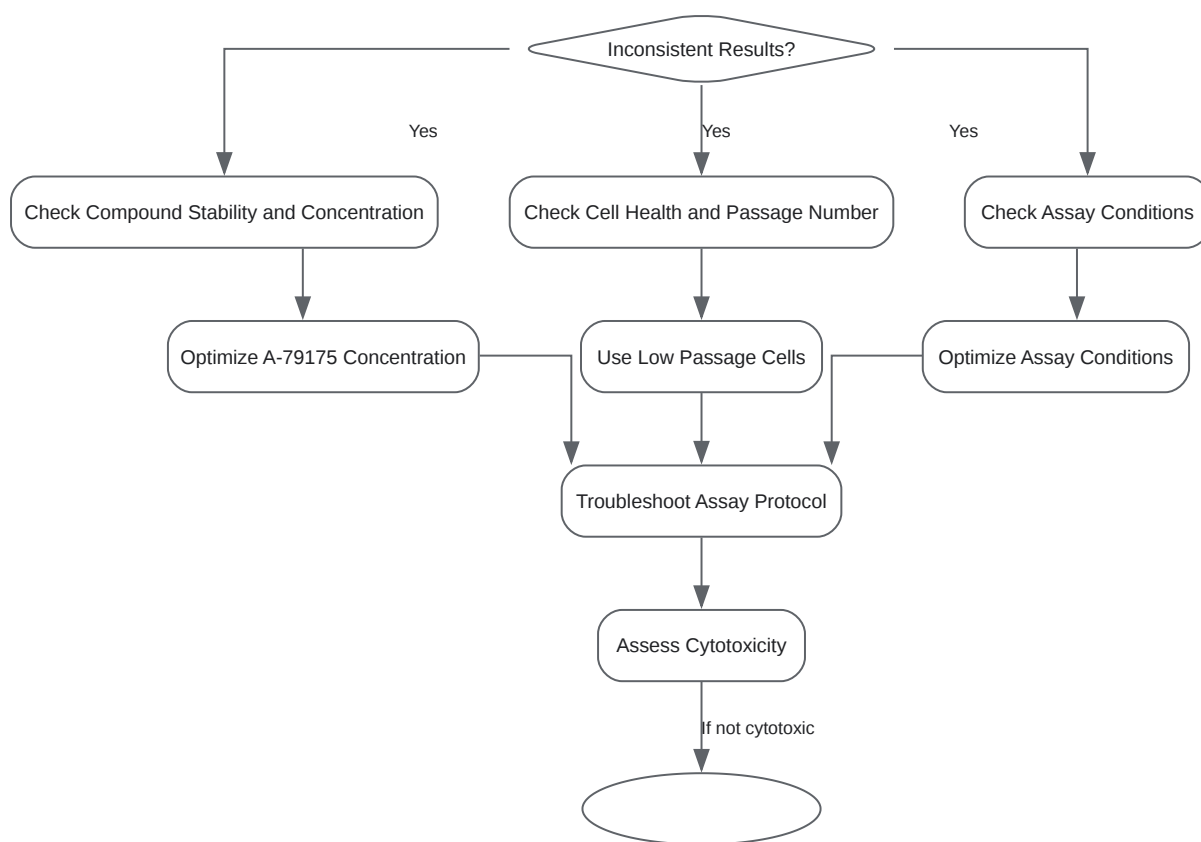 Inconsistent Results?
Yes
Yes
Yes
Check Compound Stability and Concentration
Check Cell Health and Passage Number
Check Assay Conditions
Optimize A-79175 Concentration
Use Low Passage Cells
Optimize Assay Conditions
Troubleshoot Assay Protocol
Assess Cytotoxicity
If not cytotoxic